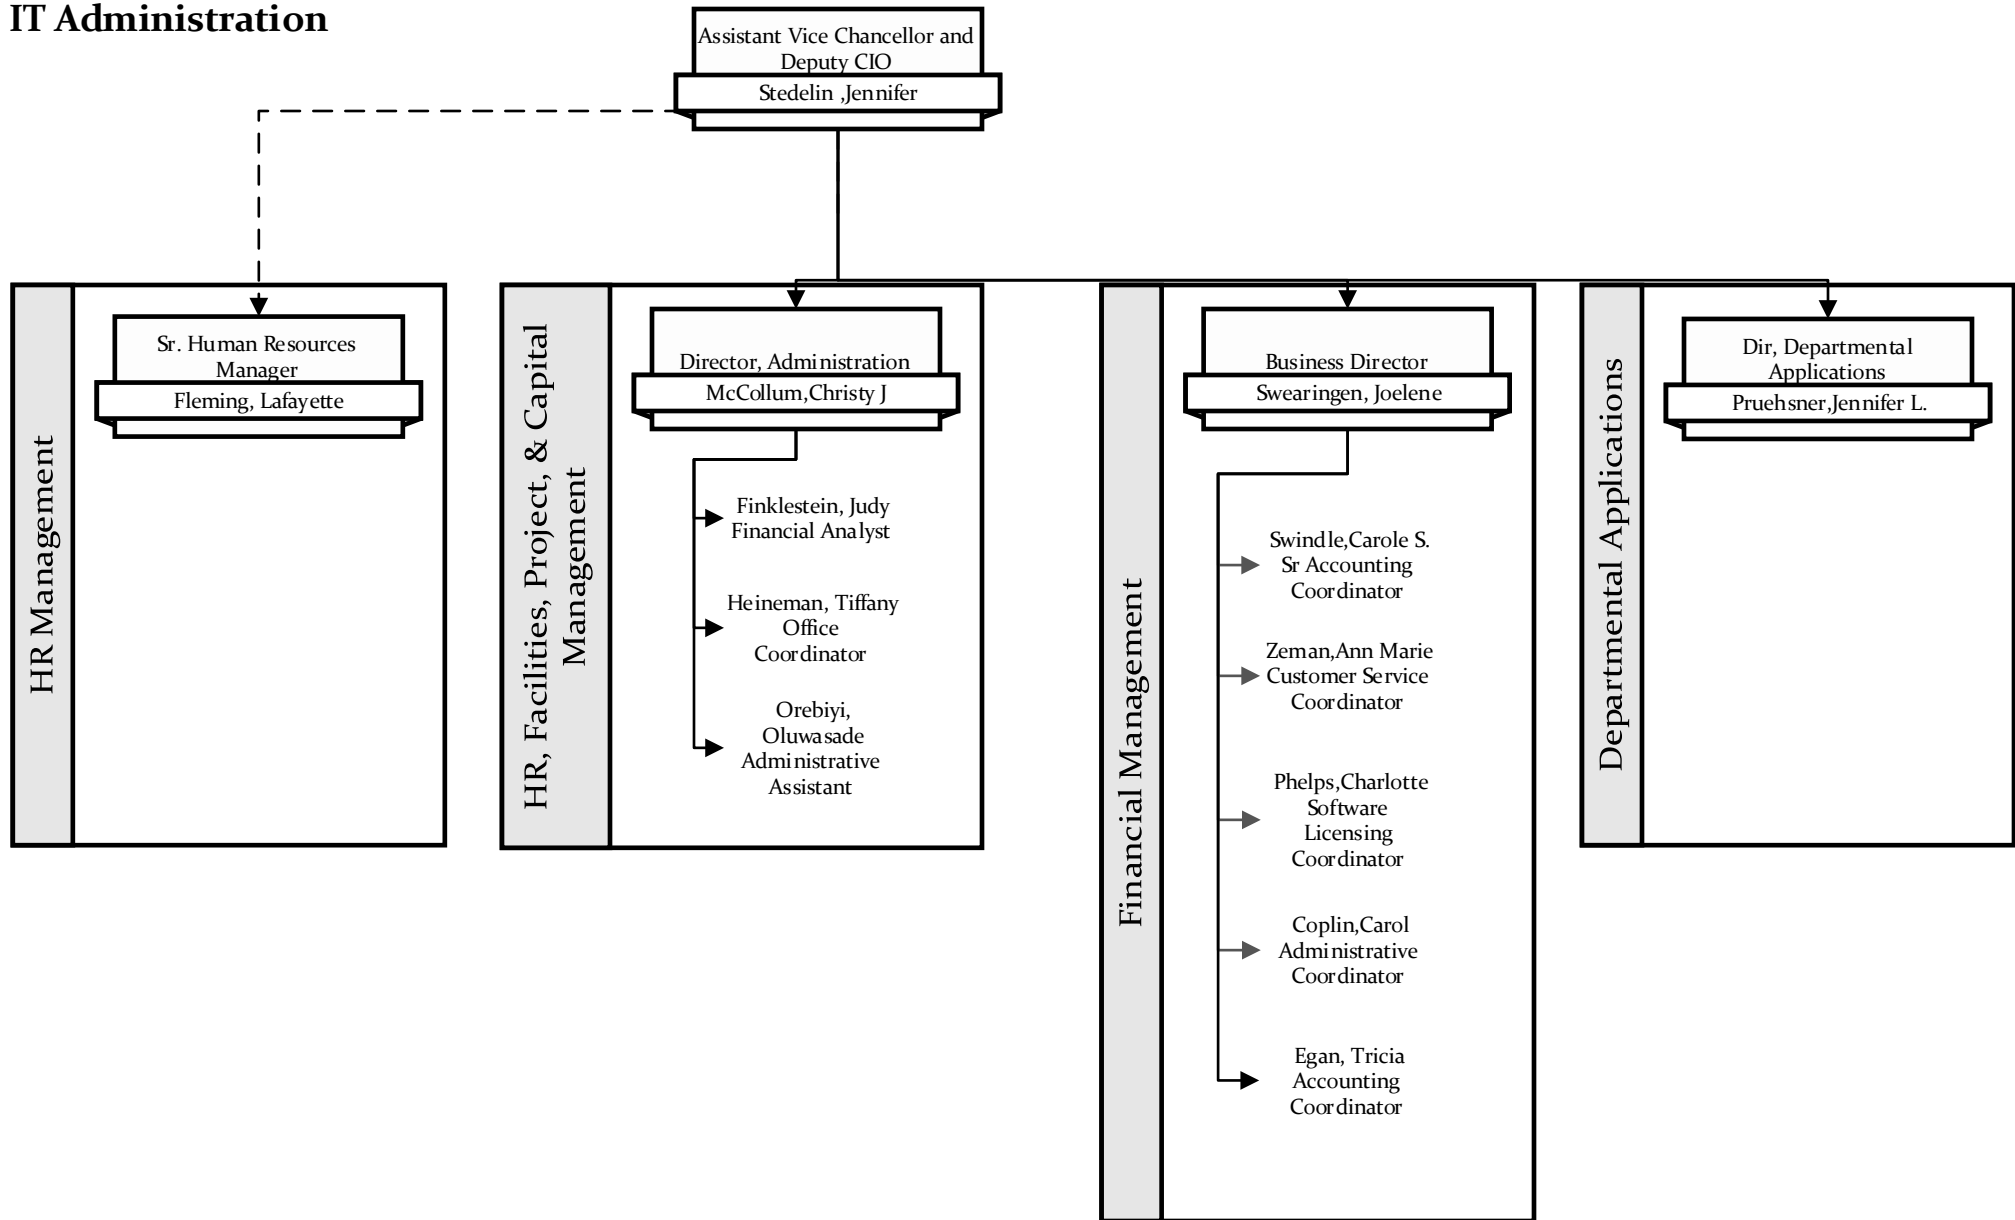 IT Administration
Assistant Vice Chancellor and
Deputy CIO
Stedelin ,Jennifer
HR Management
Sr. Human Resources
Manager
Fleming, Lafayette
HR, Facilities, Project, & Capital
Management
Director, Administration
McCollum,Christy J
Finklestein, Judy
Financial Analyst
Heineman, Tiffany
Office
Coordinator
Orebiyi,
Oluwasade
Administrative
Assistant
Financial Management
Business Director
Swearingen, Joelene
Swindle,Carole S.
Sr Accounting
Coordinator
Zeman,Ann Marie
Customer Service
Coordinator
Phelps,Charlotte
Software
Licensing
Coordinator
Coplin,Carol
Administrative
Coordinator
Egan, Tricia
Accounting
Coordinator
Departmental Applications
Dir, Departmental
Applications
Pruehsner,Jennifer L.